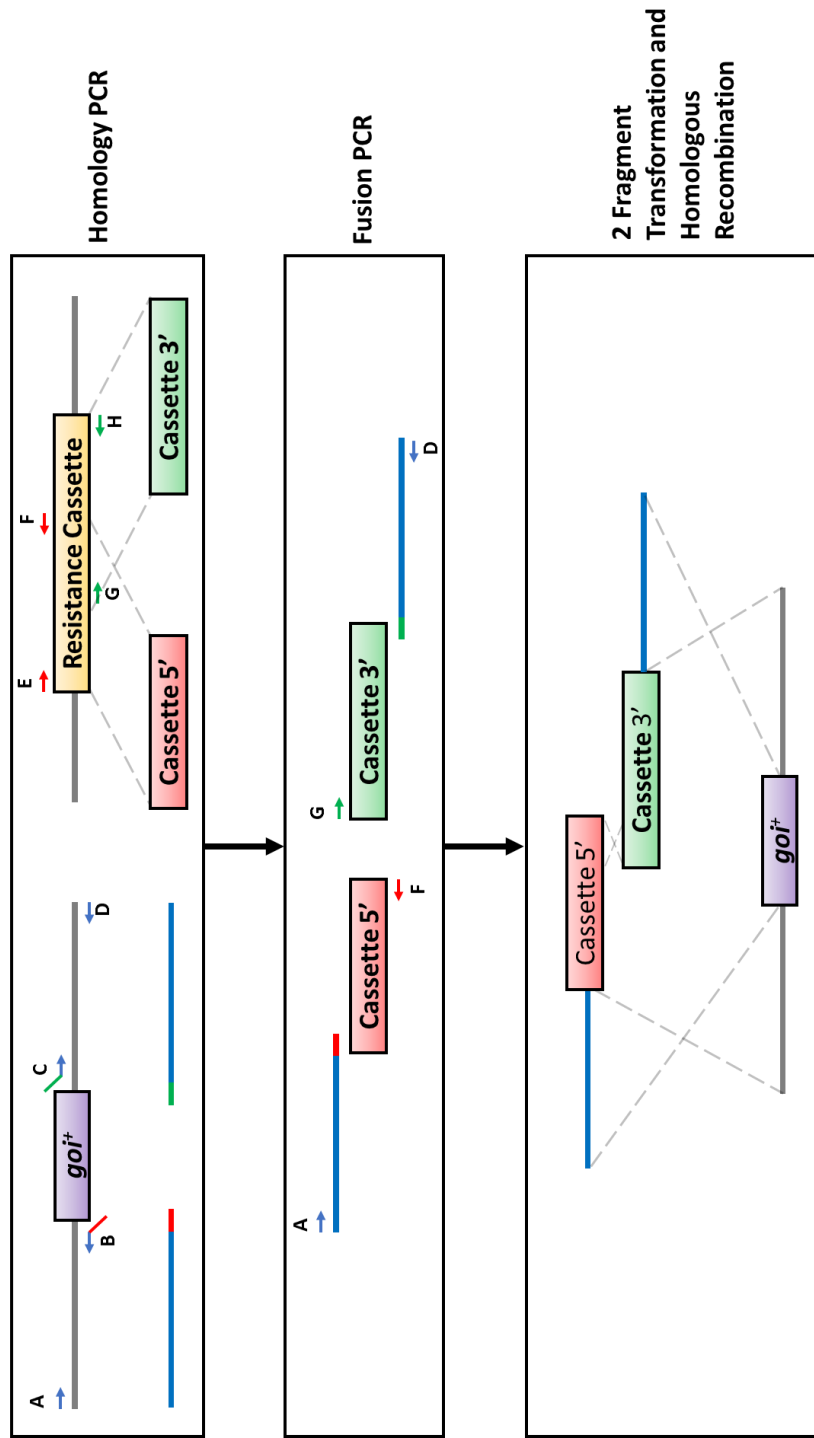 A
B
goi⁺
C
D
E
F
Resistance Cassette
G
H
Cassette 5’
Cassette 3’
Homology PCR
A
Cassette 5’
F
G
Cassette 3’
D
Fusion PCR
Cassette 5’
Cassette 3’
goi⁺
2 Fragment
Transformation and
Homologous
Recombination